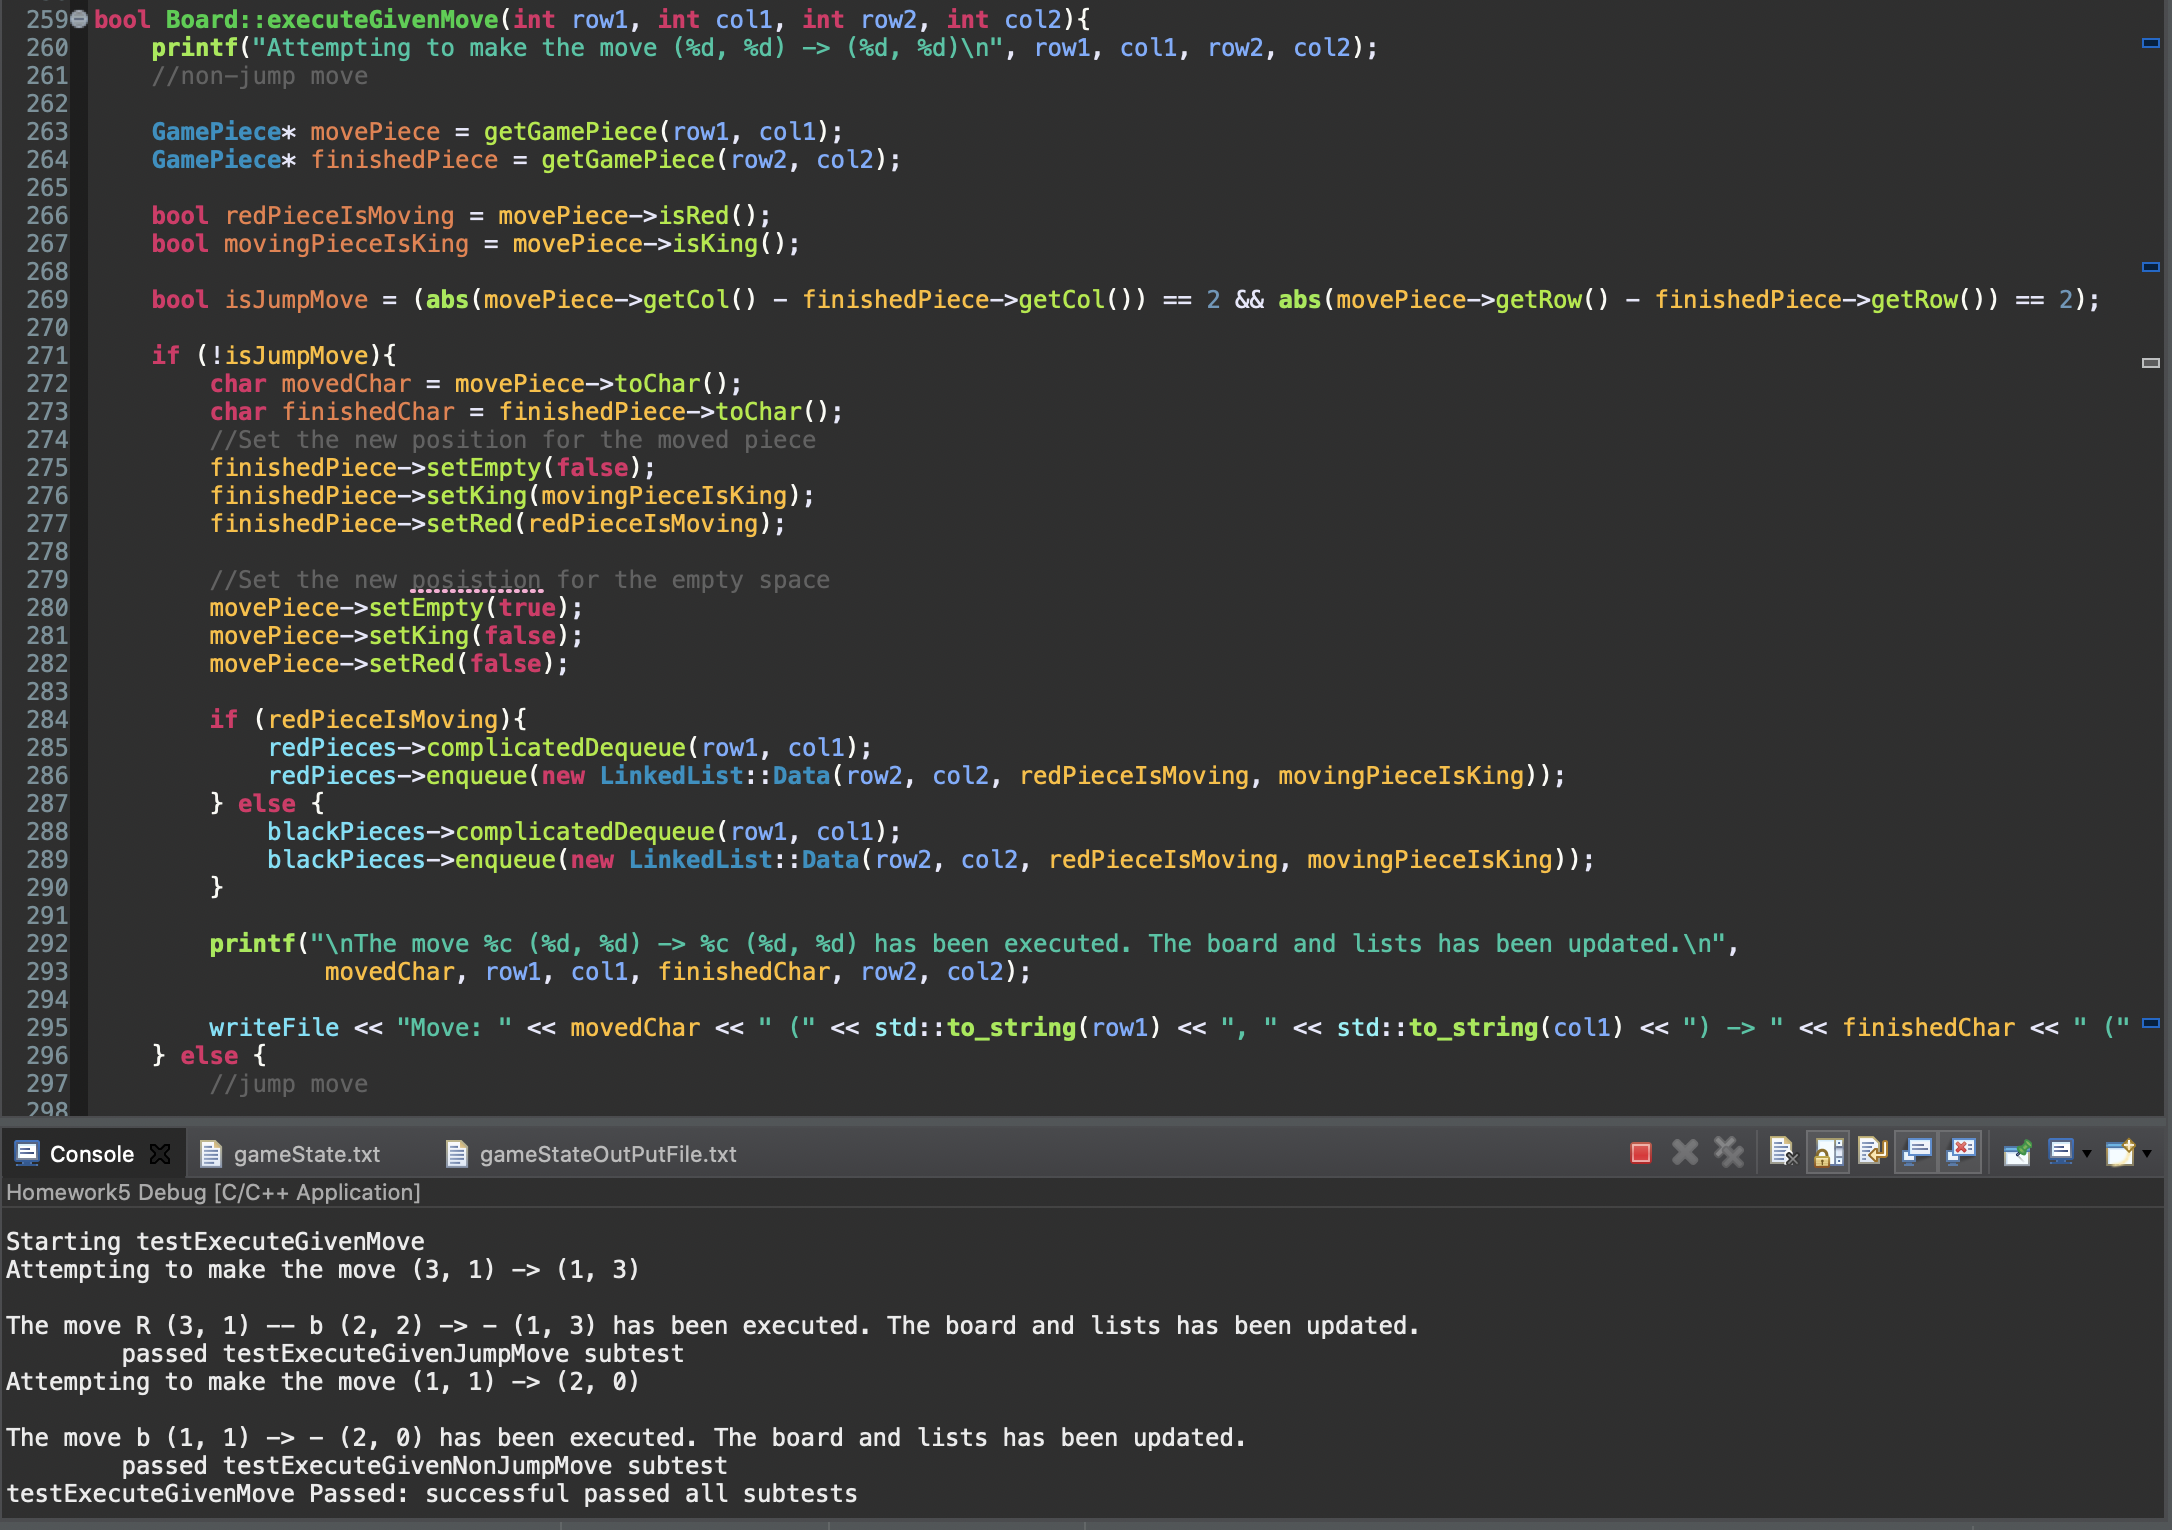 259 bool Board::executeGivenMove(int row1, int col1, int row2, int col2){
260     printf("Attempting to make the move (%d, %d) -> (%d, %d)\n", row1, col1, row2, col2);
261     //non-jump move
262
263     GamePiece* movePiece = getGamePiece(row1, col1);
264     GamePiece* finishedPiece = getGamePiece(row2, col2);
265
266     bool redPieceIsMoving = movePiece->isRed();
267     bool movingPieceIsKing = movePiece->isKing();
268
269     bool isJumpMove = (abs(movePiece->getCol() - finishedPiece->getCol()) == 2 && abs(movePiece->getRow() - finishedPiece->getRow()) == 2);
270
271     if (!isJumpMove){
272         char movedChar = movePiece->toChar();
273         char finishedChar = finishedPiece->toChar();
274         //Set the new position for the moved piece
275         finishedPiece->setEmpty(false);
276         finishedPiece->setKing(movingPieceIsKing);
277         finishedPiece->setRed(redPieceIsMoving);
278
279         //Set the new posistion for the empty space
280         movePiece->setEmpty(true);
281         movePiece->setKing(false);
282         movePiece->setRed(false);
283
284         if (redPieceIsMoving){
285             redPieces->complicatedDequeue(row1, col1);
286             redPieces->enqueue(new LinkedList::Data(row2, col2, redPieceIsMoving, movingPieceIsKing));
287         } else {
288             blackPieces->complicatedDequeue(row1, col1);
289             blackPieces->enqueue(new LinkedList::Data(row2, col2, redPieceIsMoving, movingPieceIsKing));
290         }
291
292         printf("\nThe move %c (%d, %d) -> %c (%d, %d) has been executed. The board and lists has been updated.\n",
293                 movedChar, row1, col1, finishedChar, row2, col2);
294
295         writeFile << "Move: " << movedChar << " (" << std::to_string(row1) << ", " << std::to_string(col1) << ") -> " << finishedChar << " ("
296     } else {
297         //jump move
298
Console gameState.txt gameStateOutPutFile.txt
Homework5 Debug [C/C++ Application]
Starting testExecuteGivenMove
Attempting to make the move (3, 1) -> (1, 3)

The move R (3, 1) -- b (2, 2) -> - (1, 3) has been executed. The board and lists has been updated.
        passed testExecuteGivenJumpMove subtest
Attempting to make the move (1, 1) -> (2, 0)

The move b (1, 1) -> - (2, 0) has been executed. The board and lists has been updated.
        passed testExecuteGivenNonJumpMove subtest
testExecuteGivenMove Passed: successful passed all subtests